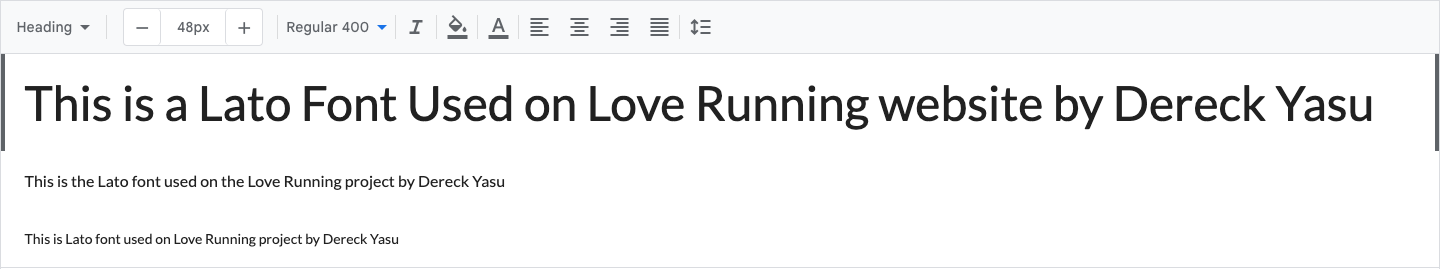 Heading − 48px + Regular 400 I A
This is a Lato Font Used on Love Running website by Dereck Yasu
This is the Lato font used on the Love Running project by Dereck Yasu
This is Lato font used on Love Running project by Dereck Yasu